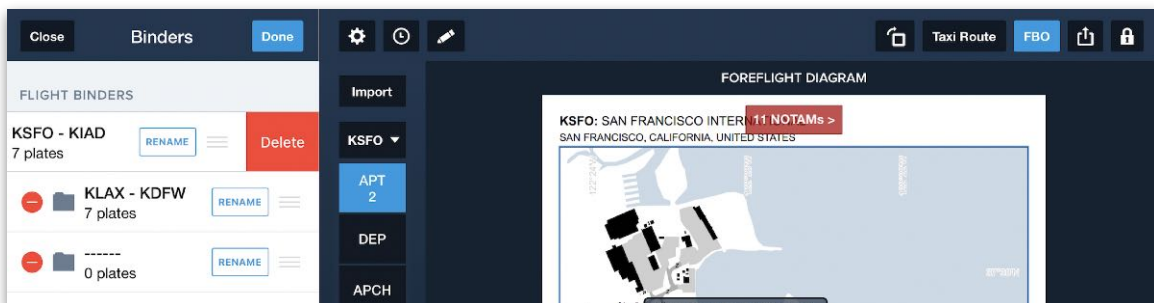 Close
Binders
Done
FLIGHT BINDERS
KSFO - KIAD
7 plates
RENAME
Delete
KLAX - KDFW
7 plates
RENAME
------
0 plates
RENAME
Taxi Route
FBO
Import
KSFO
APT
2
DEP
APCH
FOREFLIGHT DIAGRAM
KSFO: SAN FRANCISCO INTERN
11 NOTAMs >
SAN FRANCISCO, CALIFORNIA, UNITED STATES
122°24'W